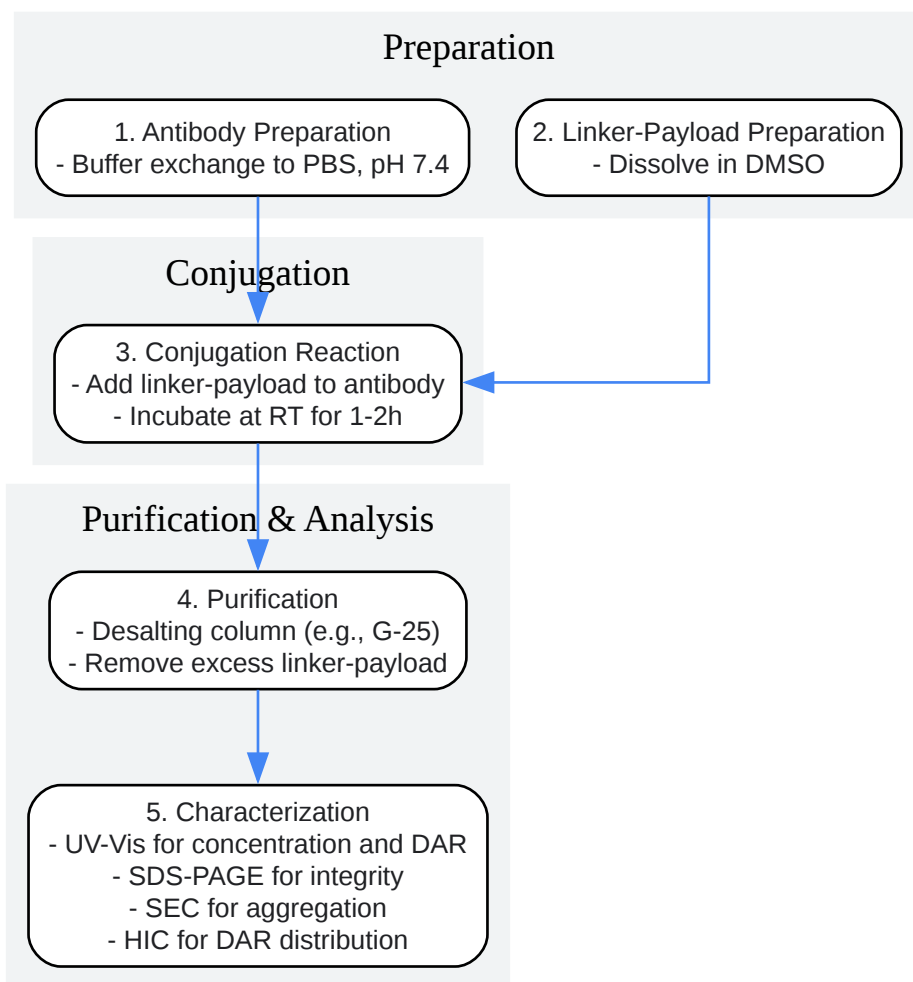 Preparation
1. Antibody Preparation
- Buffer exchange to PBS, pH 7.4
2. Linker-Payload Preparation
- Dissolve in DMSO
Conjugation
3. Conjugation Reaction
- Add linker-payload to antibody
- Incubate at RT for 1-2h
Purification & Analysis
4. Purification
- Desalting column (e.g., G-25)
- Remove excess linker-payload
5. Characterization
- UV-Vis for concentration and DAR
- SDS-PAGE for integrity
- SEC for aggregation
- HIC for DAR distribution